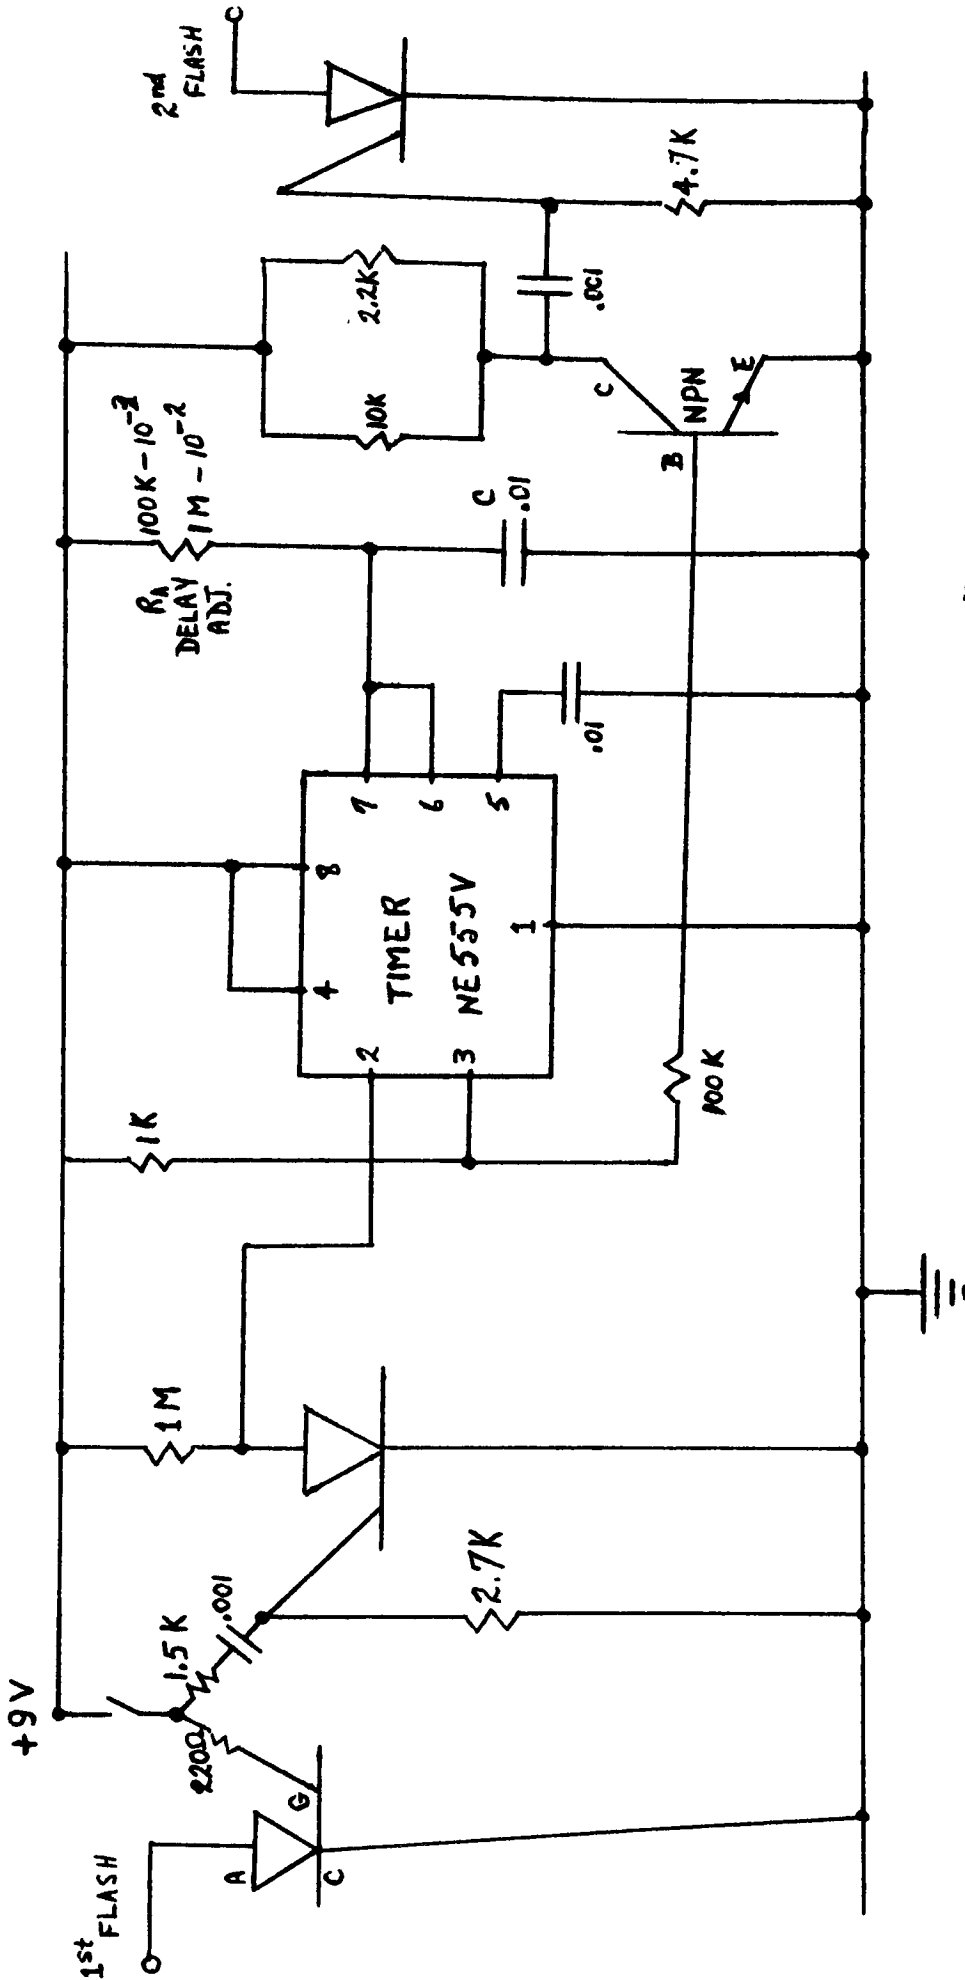 1st
FLASH
A
G
C
220Ω
+9V
1.5K
.001
2.7K
1M
1K
2
3
4
8
TIMER
NE555V
1
7
6
5
100K
.01
RA
DELAY
ADJ.
100K-10⁻³
1M-10⁻²
C
.01
B
NPN
C
E
10K
2.2K
.001
4.7K
2nd
FLASH